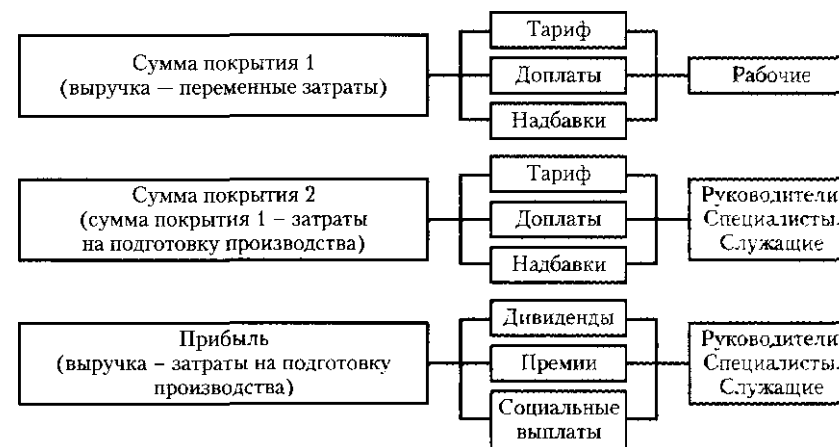 Сумма покрытия 1
(выручка — переменные затраты)
Тариф
Доплаты
Надбавки
Рабочие
Сумма покрытия 2
(сумма покрытия 1 – затраты
на подготовку производства)
Тариф
Доплаты
Надбавки
Руководители
Специалисты
Служащие
Прибыль
(выручка – затраты на подготовку
производства)
Дивиденды
Премии
Социальные
выплаты
Руководители
Специалисты
Служащие